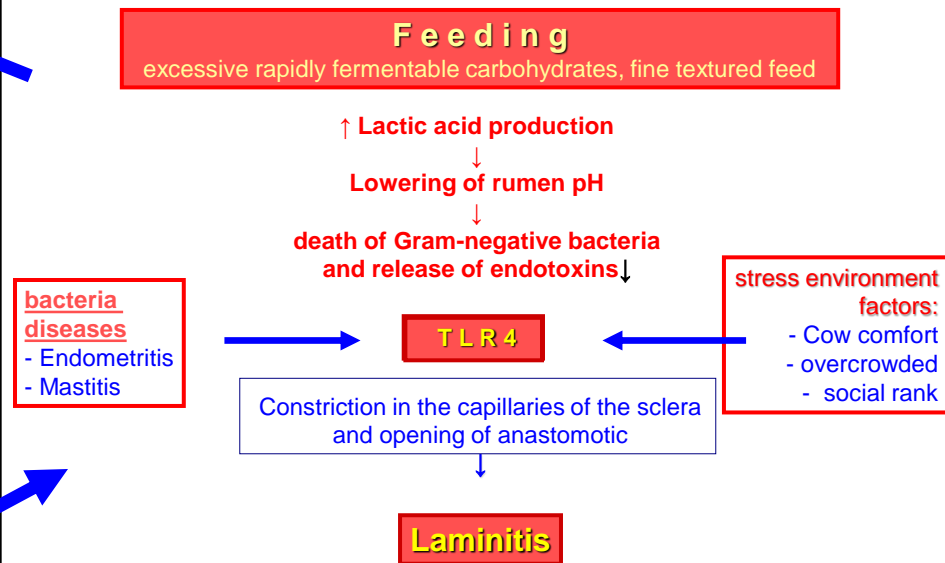 Feeding
excessive rapidly fermentable carbohydrates, fine textured feed
↑ Lactic acid production
↓
Lowering of rumen pH
↓
death of Gram-negative bacteria
and release of endotoxins↓
bacteria
diseases
- Endometritis
- Mastitis
TLR4
stress environment
factors:
- Cow comfort
- overcrowded
- social rank
Constriction in the capillaries of the sclera
and opening of anastomotic
↓
Laminitis